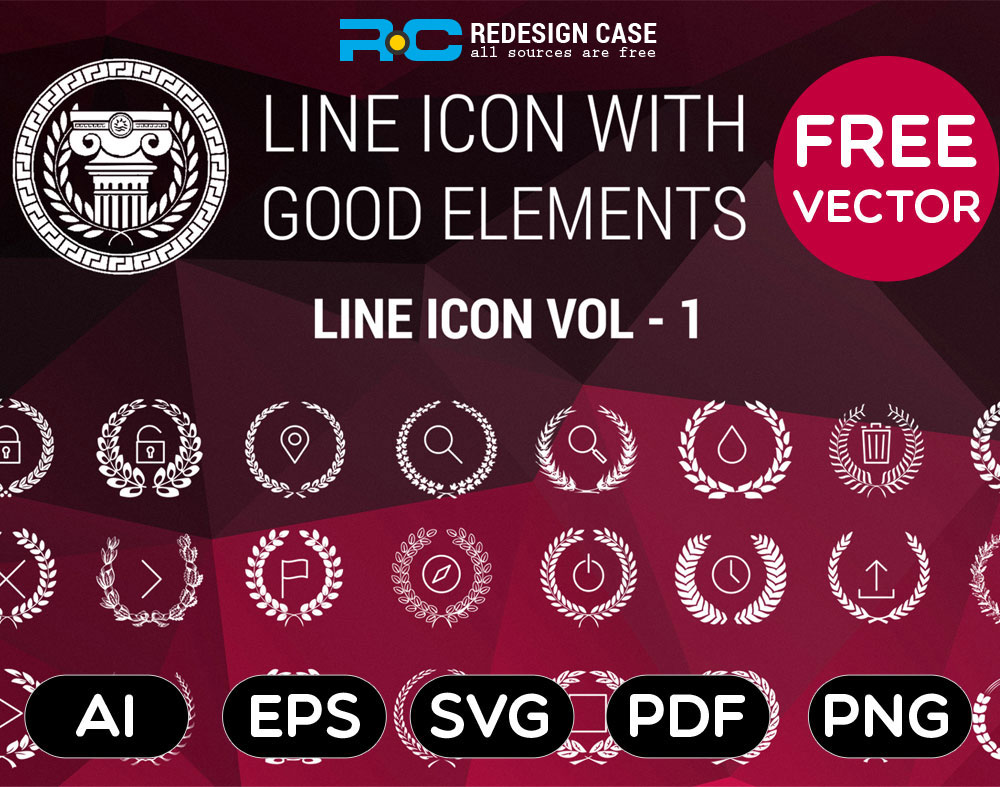 RC REDESIGN CASE
all sources are free
LINE ICON WITH
GOOD ELEMENTS
FREE
VECTOR
LINE ICON VOL - 1
AI EPS SVG PDF PNG